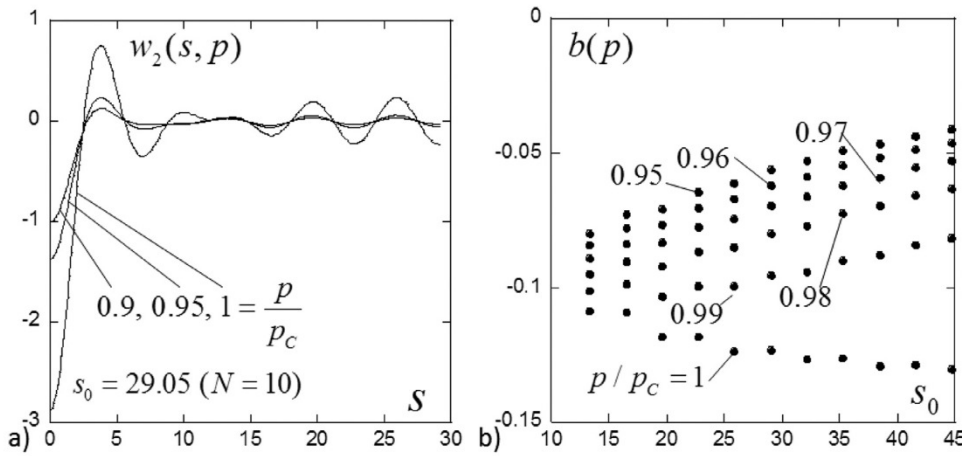 1
w₂(s, p)
0
-1
0.9, 0.95, 1 = p/p_C
-2
s₀ = 29.05 (N = 10)
s
-3
0 5 10 15 20 25 30
a)
0
b(p)
0.97
-0.05
0.96
0.95
-0.1
0.99
0.98
p / p_C = 1
s₀
-0.15
10 15 20 25 30 35 40 45
b)